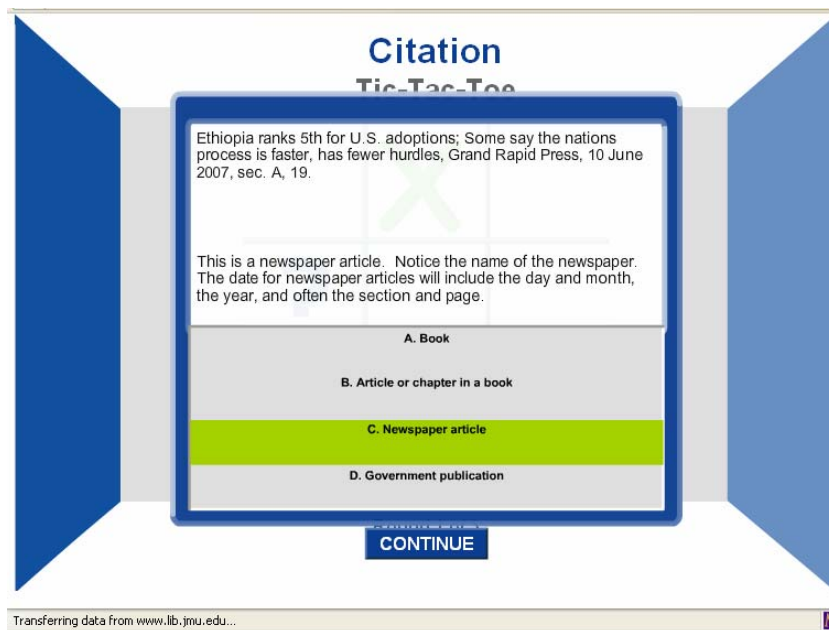 Citation
Tic-Tac-Toe
Ethiopia ranks 5th for U.S. adoptions; Some say the nations
process is faster, has fewer hurdles, Grand Rapid Press, 10 June
2007, sec. A, 19.
This is a newspaper article.  Notice the name of the newspaper.
The date for newspaper articles will include the day and month,
the year, and often the section and page.
A. Book
B. Article or chapter in a book
C. Newspaper article
D. Government publication
CONTINUE
Transferring data from www.lib.jmu.edu...